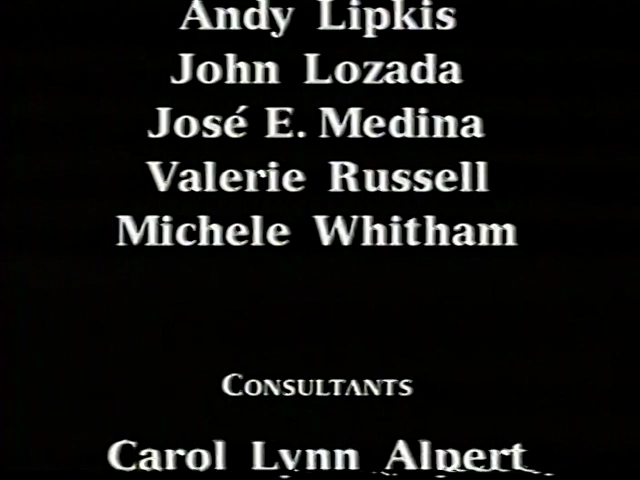 Andy Lipkis
John Lozada
José E. Medina
Valerie Russell
Michele Whitham
CONSULTANTS
Carol Lynn Alpert